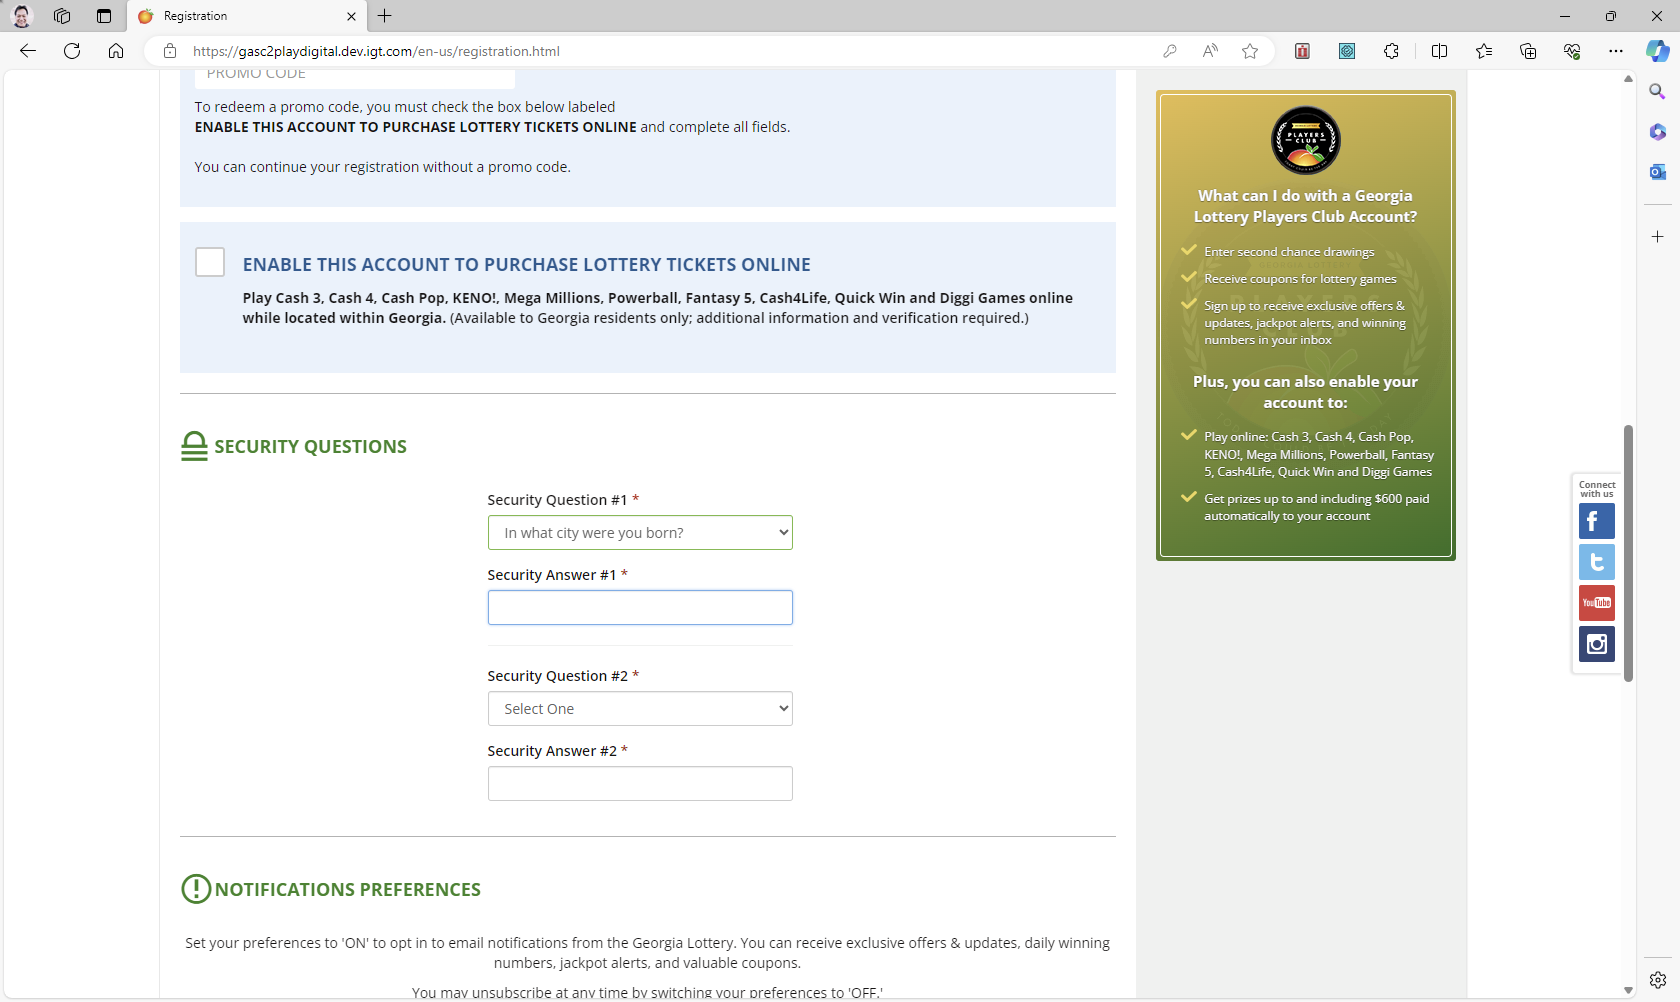 Registration
https://gasc2playdigital.dev.igt.com/en-us/registration.html
PROMO CODE
To redeem a promo code, you must check the box below labeled
ENABLE THIS ACCOUNT TO PURCHASE LOTTERY TICKETS ONLINE and complete all fields.
You can continue your registration without a promo code.
ENABLE THIS ACCOUNT TO PURCHASE LOTTERY TICKETS ONLINE
Play Cash 3, Cash 4, Cash Pop, KENO!, Mega Millions, Powerball, Fantasy 5, Cash4Life, Quick Win and Diggi Games online
while located within Georgia. (Available to Georgia residents only; additional information and verification required.)
SECURITY QUESTIONS
Security Question #1 *
In what city were you born?
Security Answer #1 *
Security Question #2 *
Select One
Security Answer #2 *
NOTIFICATIONS PREFERENCES
Set your preferences to 'ON' to opt in to email notifications from the Georgia Lottery. You can receive exclusive offers & updates, daily winning
numbers, jackpot alerts, and valuable coupons.
You may unsubscribe at any time by switching your preferences to 'OFF.'
PLAYERS
CLUB
What can I do with a Georgia
Lottery Players Club Account?
Enter second chance drawings
Receive coupons for lottery games
Sign up to receive exclusive offers &
updates, jackpot alerts, and winning
numbers in your inbox
Plus, you can also enable your
account to:
Play online: Cash 3, Cash 4, Cash Pop,
KENO!, Mega Millions, Powerball, Fantasy
5, Cash4Life, Quick Win and Diggi Games
Get prizes up to and including $600 paid
automatically to your account
Connect
with us
YouTube